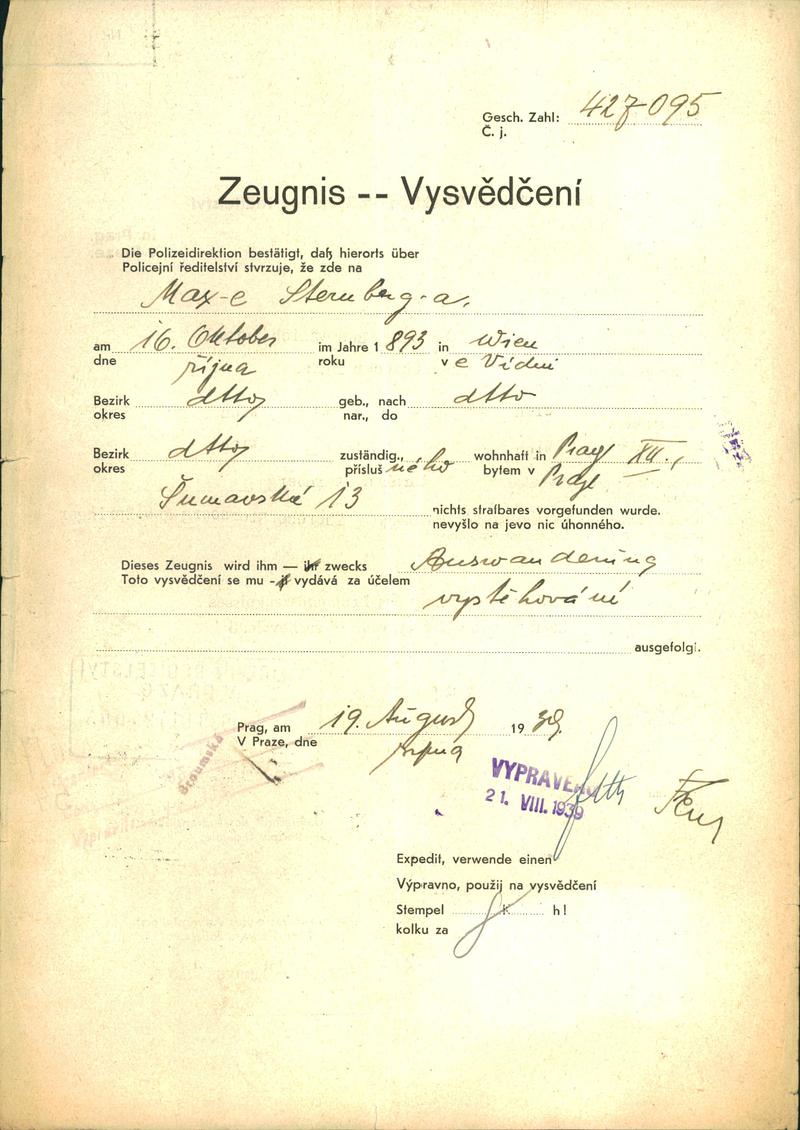 Gesch. Zahl: 427-095
Č. j.
Zeugnis -- Vysvědčení
Die Polizeidirektion bestätigt, daß hierorts über
Policejní ředitelství stvrzuje, že zde na
Max-e Sternberg-a,
am 16. Oktober im Jahre 1 893 in Wien
dne října roku v e Vídni
Bezirk dtto geb., nach dtto
okres nar., do
Bezirk dtto zuständig., wohnhaft in Prag XII.,
okres přísluš ného bytem v Praze
Šumavská 13 nichts strafbares vorgefunden wurde.
nevyšlo na jevo nic úhonného.
Dieses Zeugnis wird ihm — ihr zwecks Auswanderung
Toto vysvědčení se mu - jí vydává za účelem
vystěhování
ausgefolgt.
Prag, am 19. August 19 39.
V Praze, dne srpna
VYPRAVENO
21. VIII. 1939
Expedit, verwende einen
Výpravno, použij na vysvědčení
Stempel K h!
kolku za